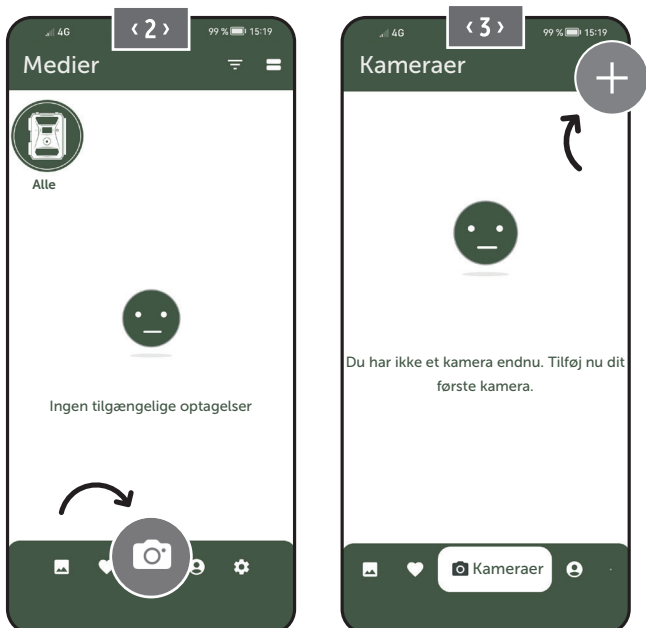 4G
‹ 2 ›
99 % 15:19
Medier
Alle
Ingen tilgængelige optagelser
4G
‹ 3 ›
99 % 15:19
Kameraer
Du har ikke et kamera endnu. Tilføj nu dit
første kamera.
Kameraer